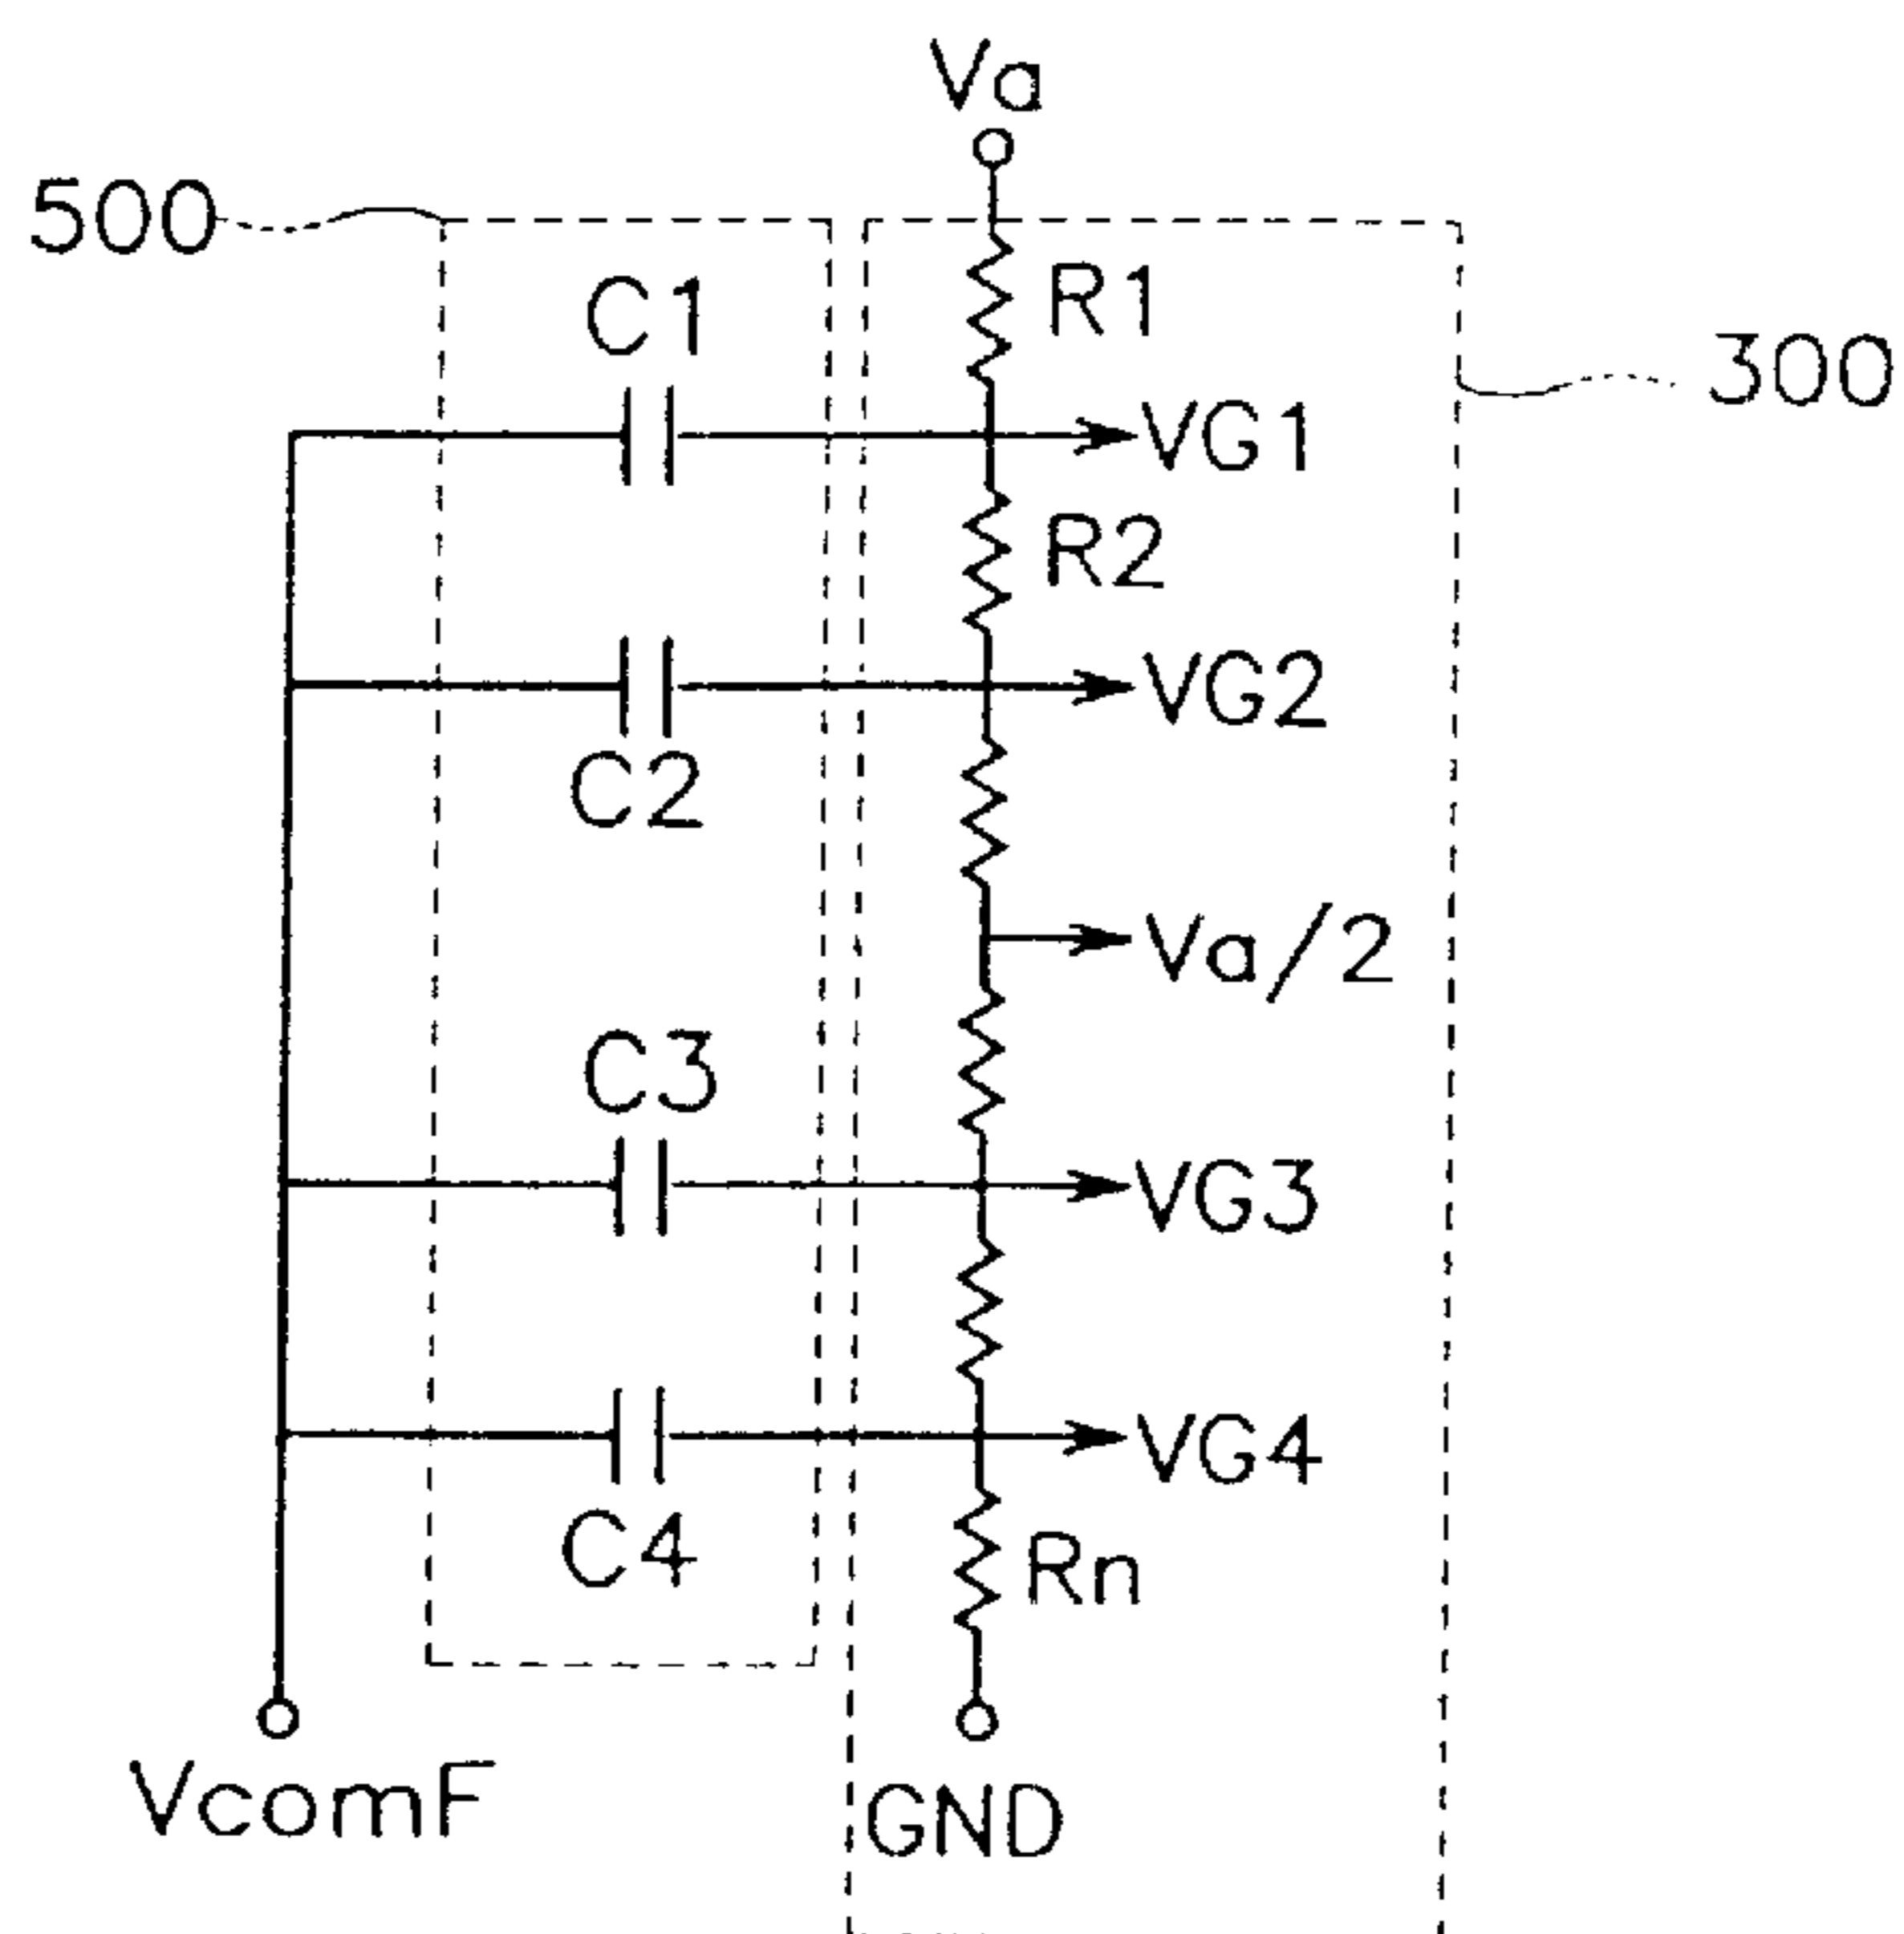 Va
500
C1
R1
300
VG1
R2
VG2
C2
Va/2
C3
VG3
VG4
C4
Rn
VcomF
GND